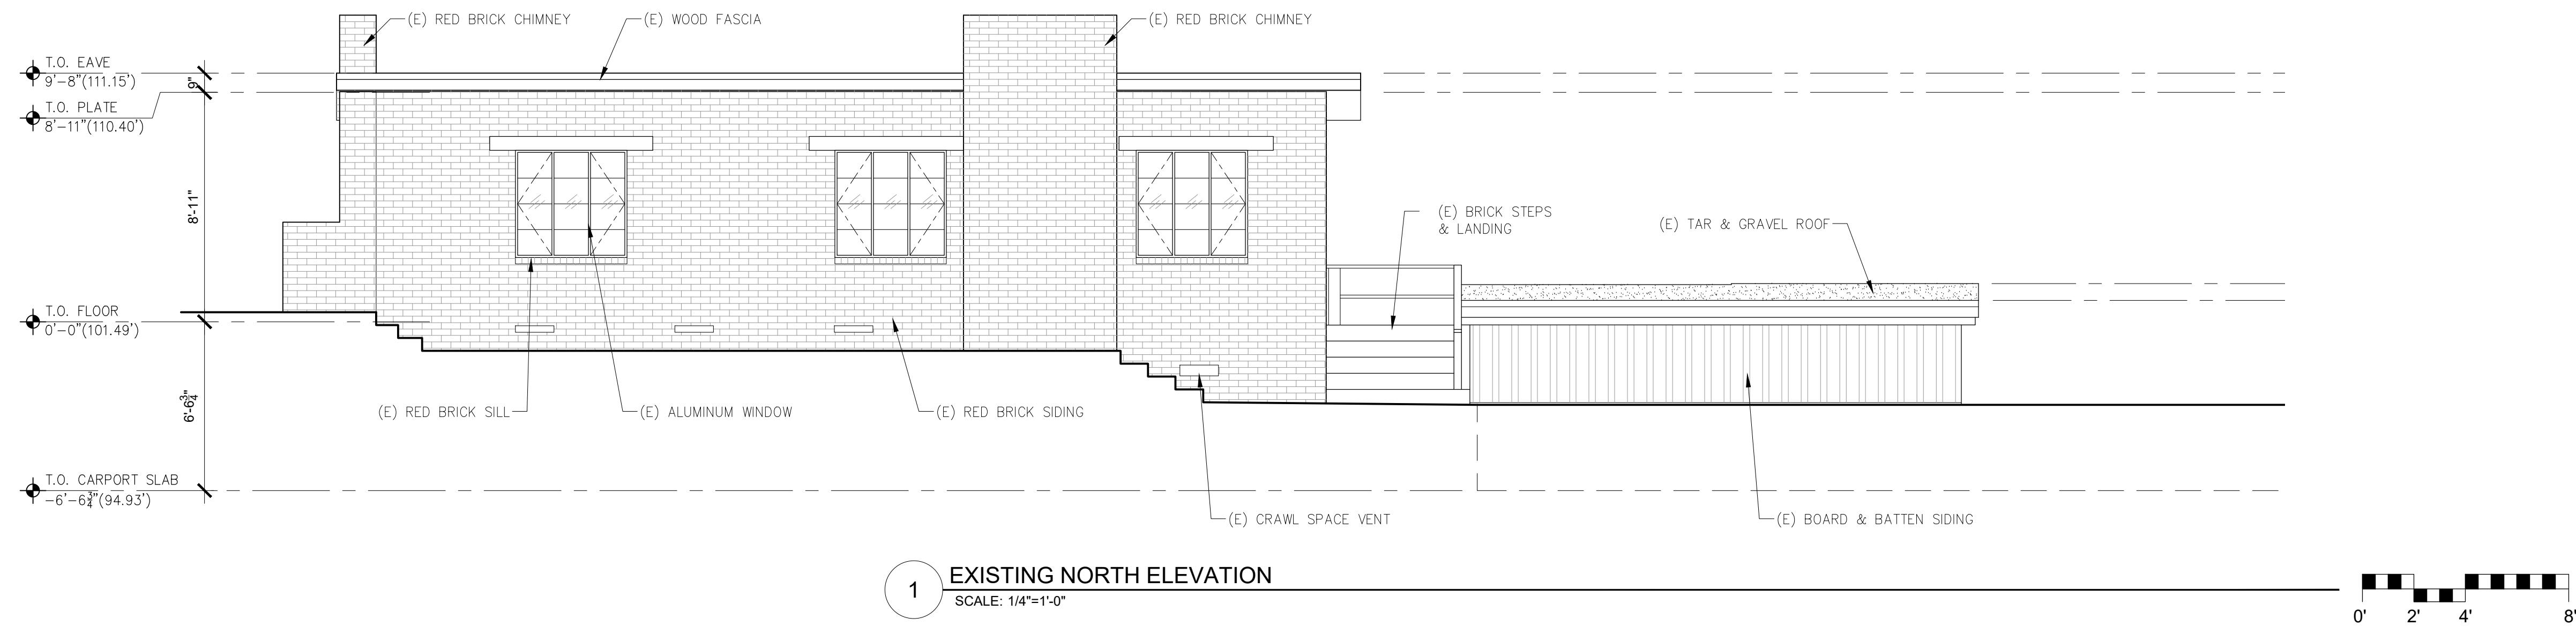 (E) RED BRICK CHIMNEY
(E) WOOD FASCIA
(E) RED BRICK CHIMNEY
T.O. EAVE
9'-8"(111.15')
9"
T.O. PLATE
8'-11"(110.40')
8'-11"
(E) BRICK STEPS
& LANDING
(E) TAR & GRAVEL ROOF
T.O. FLOOR
0'-0"(101.49')
6'-6¾"
(E) RED BRICK SILL
(E) ALUMINUM WINDOW
(E) RED BRICK SIDING
T.O. CARPORT SLAB
-6'-6¾"(94.93')
(E) CRAWL SPACE VENT
(E) BOARD & BATTEN SIDING
1
EXISTING NORTH ELEVATION
SCALE: 1/4"=1'-0"
0' 2' 4' 8'